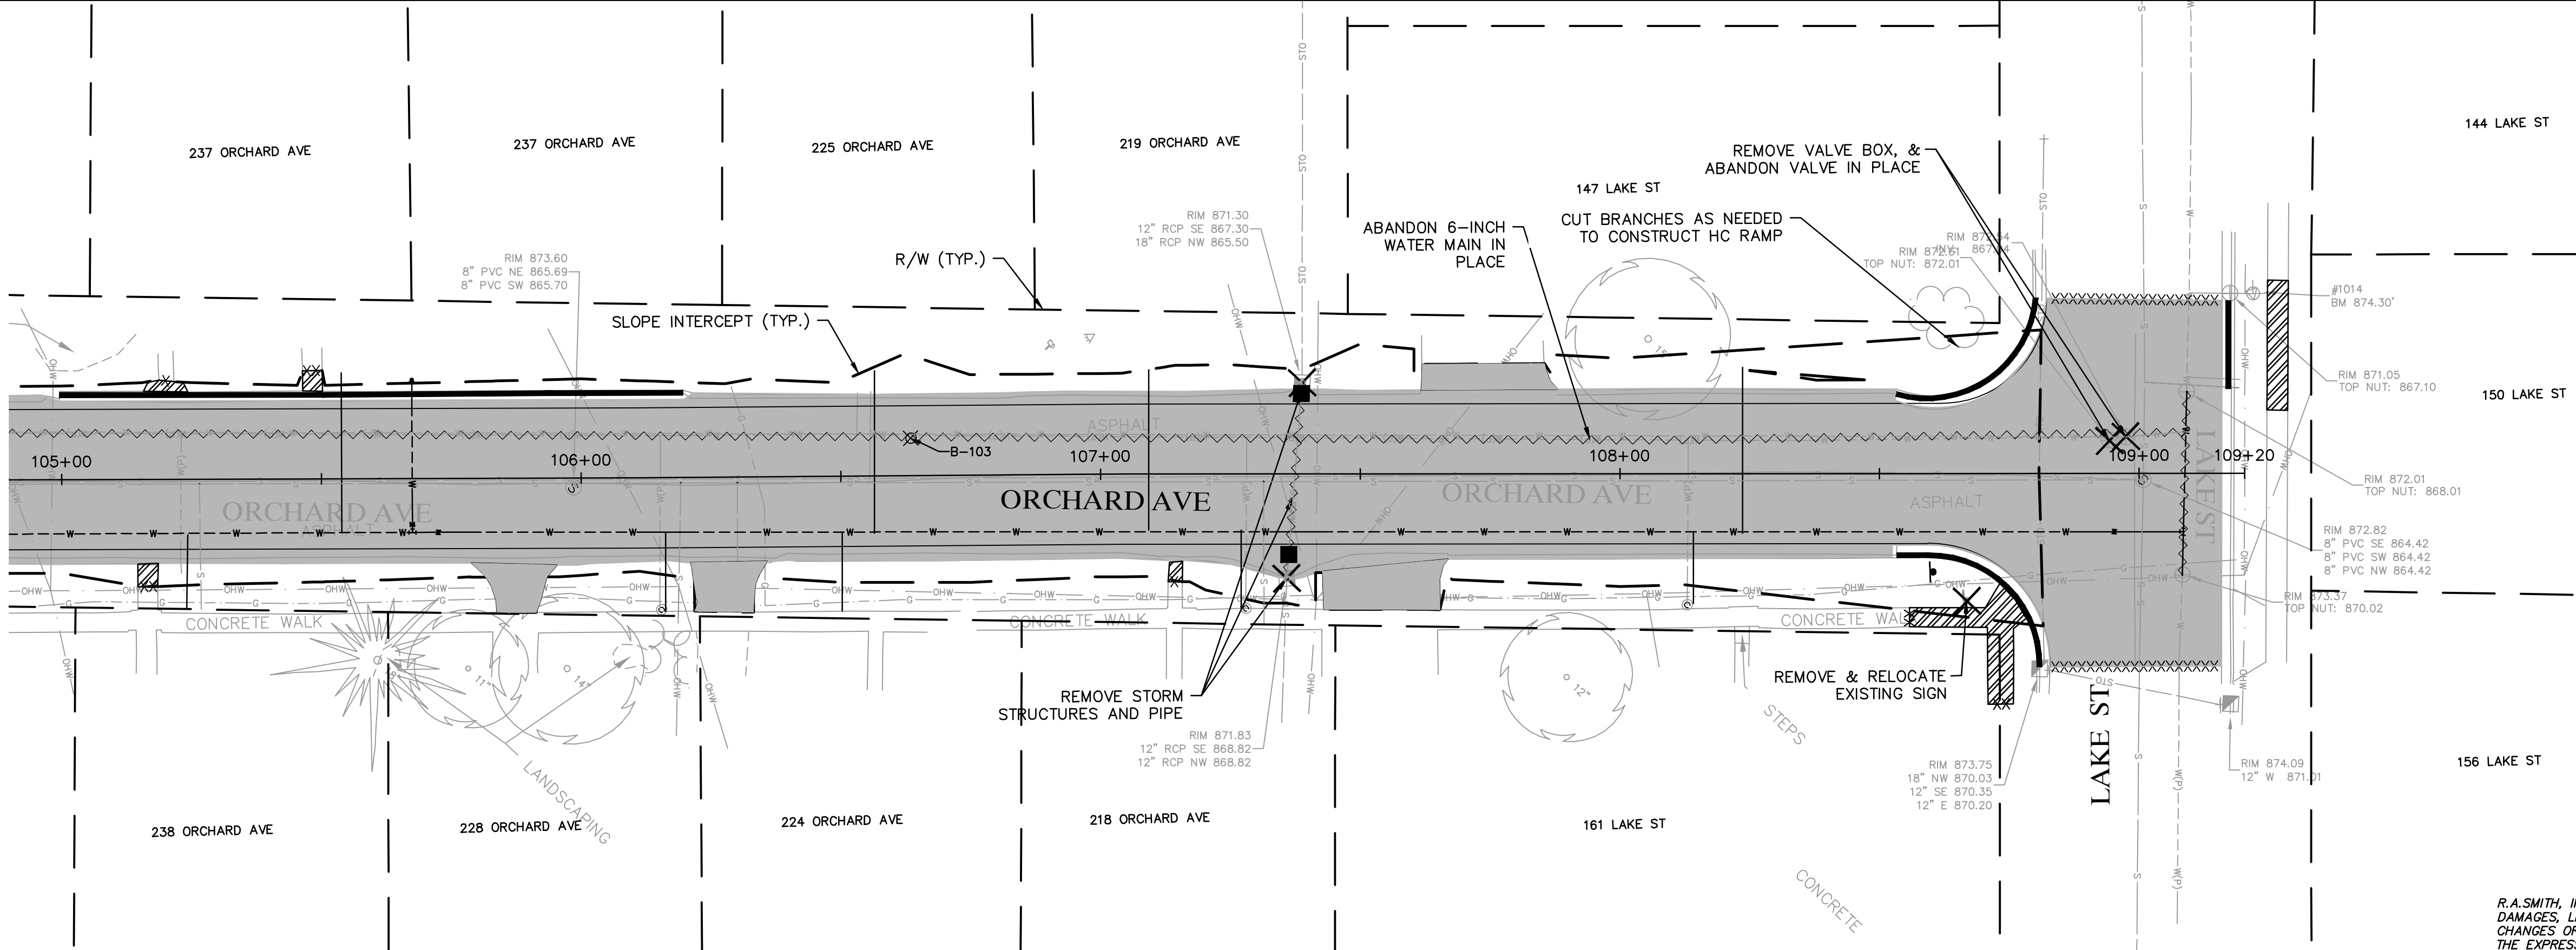 237 ORCHARD AVE
237 ORCHARD AVE
225 ORCHARD AVE
219 ORCHARD AVE
147 LAKE ST
144 LAKE ST
REMOVE VALVE BOX, &
ABANDON VALVE IN PLACE
CUT BRANCHES AS NEEDED
TO CONSTRUCT HC RAMP
ABANDON 6-INCH
WATER MAIN IN
PLACE
RIM 871.30
12" RCP SE 867.30
18" RCP NW 865.50
R/W (TYP.)
RIM 873.60
8" PVC NE 865.69
8" PVC SW 865.70
SLOPE INTERCEPT (TYP.)
RIM 872.61
TOP NUT: 872.01
#1014
BM 874.30'
RIM 871.05
TOP NUT: 867.10
150 LAKE ST
ASPHALT
B-103
105+00
106+00
107+00
108+00
109+00
109+20
LAKE ST
RIM 872.01
TOP NUT: 868.01
ORCHARD AVE
ASPHALT
ORCHARD AVE
ORCHARD AVE
ASPHALT
RIM 872.82
8" PVC SE 864.42
8" PVC SW 864.42
8" PVC NW 864.42
RIM 873.37
TOP NUT: 870.02
CONCRETE WALK
CONCRETE WALK
CONCRETE WALK
11"
14"
12"
REMOVE STORM
STRUCTURES AND PIPE
REMOVE & RELOCATE
EXISTING SIGN
RIM 871.83
12" RCP SE 868.82
12" RCP NW 868.82
STEPS
LANDSCAPING
LAKE ST
RIM 873.75
18" NW 870.03
12" SE 870.35
12" E 870.20
RIM 874.09
12" W 871.01
156 LAKE ST
238 ORCHARD AVE
228 ORCHARD AVE
224 ORCHARD AVE
218 ORCHARD AVE
161 LAKE ST
CONCRETE
R.A.SMITH,
DAMAGES,
CHANGES
THE